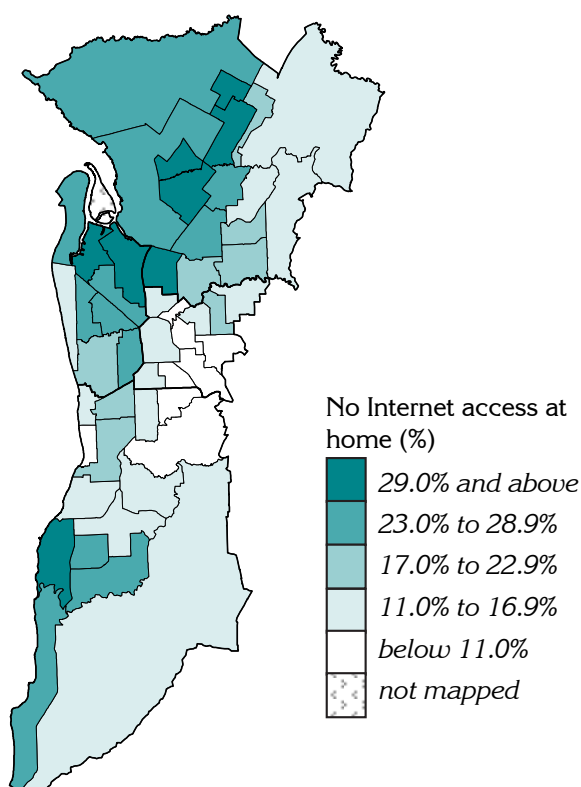 No Internet access at
home (%)
29.0% and above
23.0% to 28.9%
17.0% to 22.9%
11.0% to 16.9%
below 11.0%
not mapped